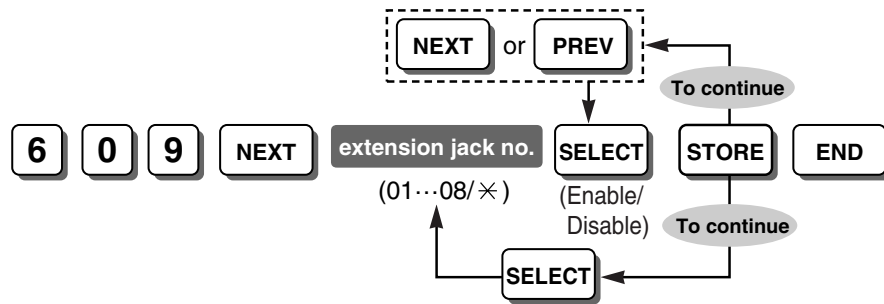 NEXT or PREV
To continue
6 0 9 NEXT extension jack no. SELECT STORE END
(01···08/✳) (Enable/
Disable)
To continue
SELECT